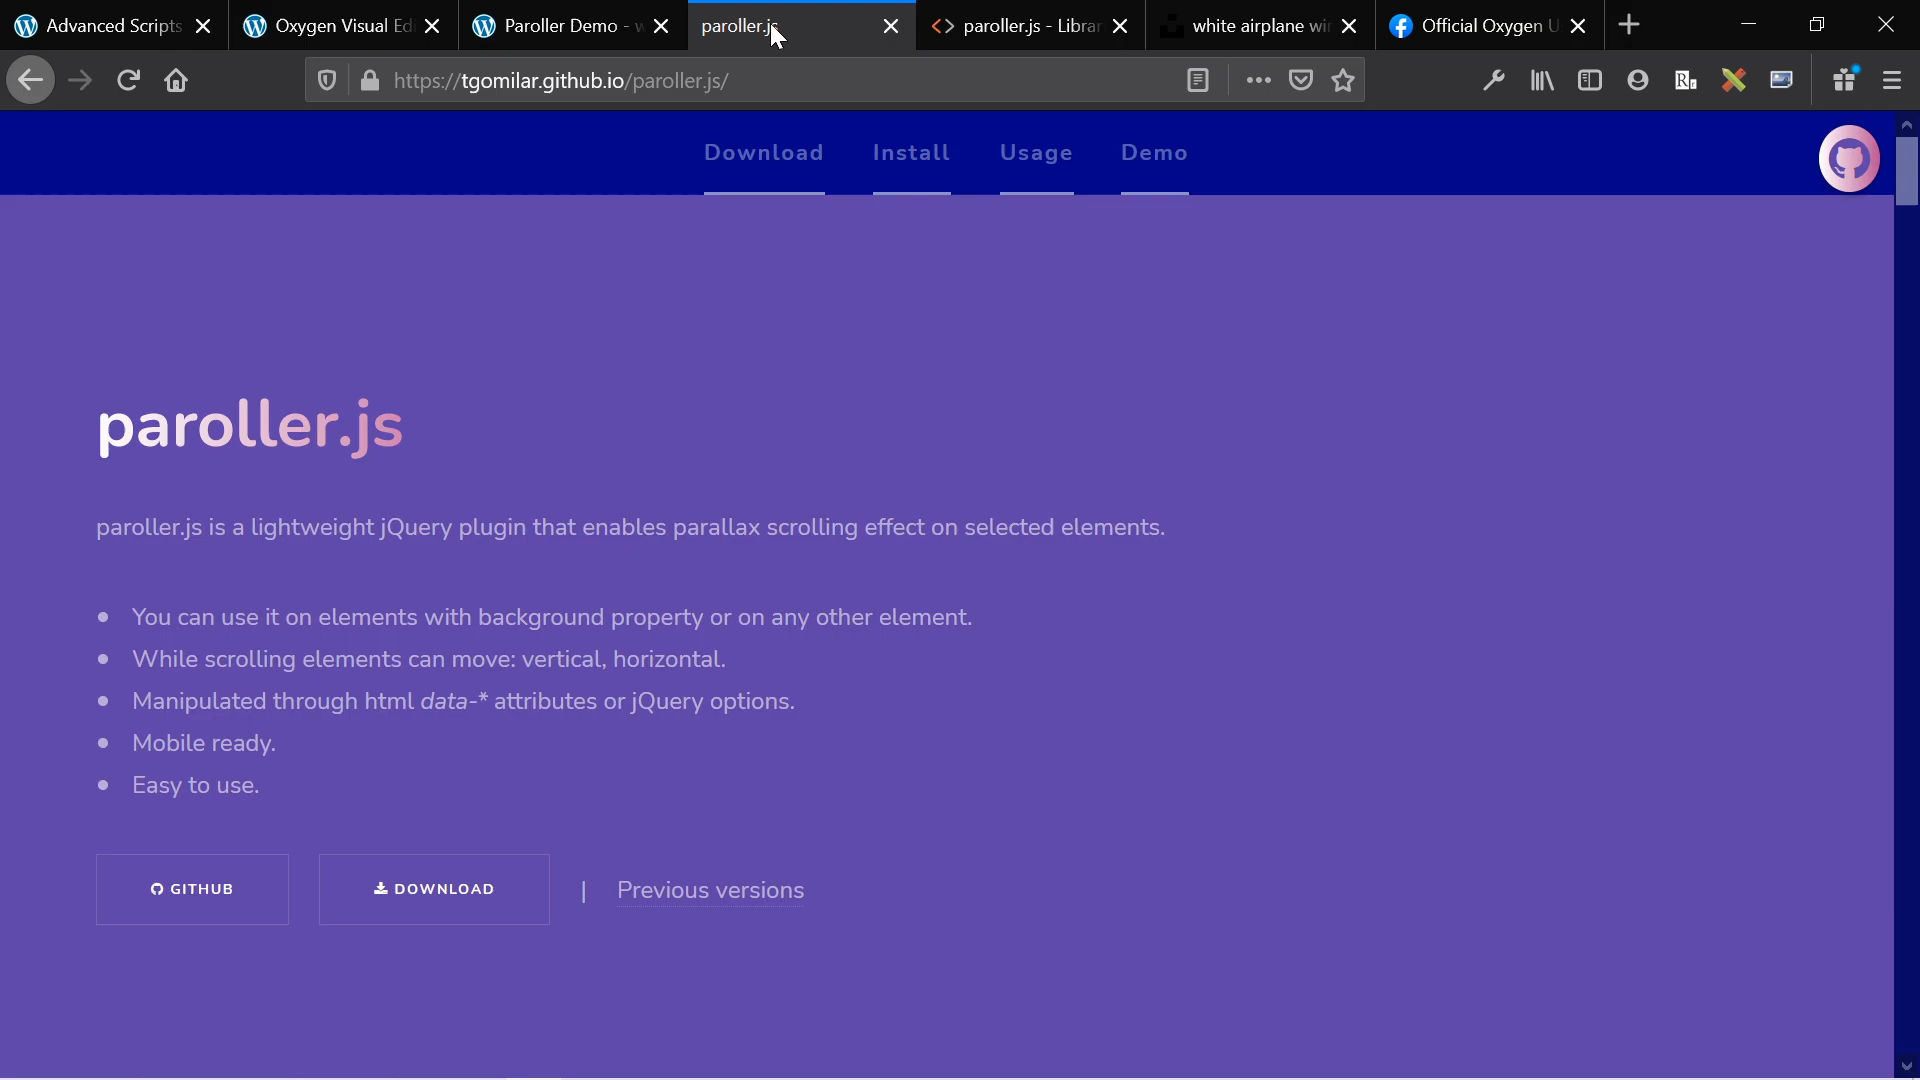 Advanced Scripts
Oxygen Visual Ed
Paroller Demo - w
paroller.js
paroller.js - Librar
white airplane wi
Official Oxygen U
https://tgomilar.github.io/paroller.js/
Download
Install
Usage
Demo
paroller.js
paroller.js is a lightweight jQuery plugin that enables parallax scrolling effect on selected elements.
You can use it on elements with background property or on any other element.
While scrolling elements can move: vertical, horizontal.
Manipulated through html data-* attributes or jQuery options.
Mobile ready.
Easy to use.
GITHUB
DOWNLOAD
|
Previous versions